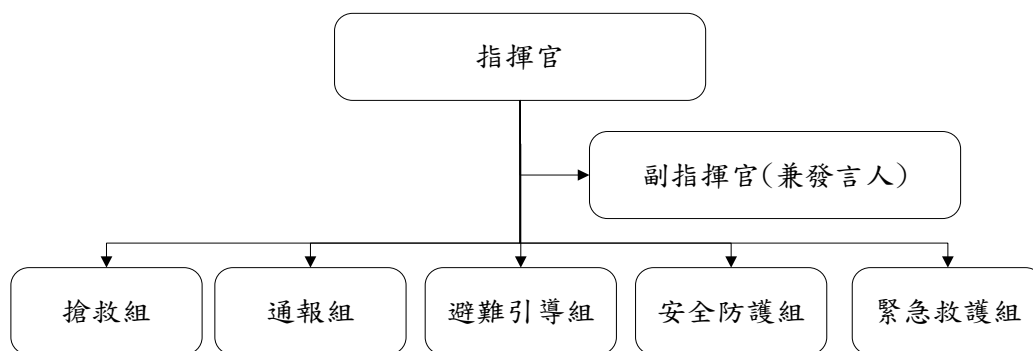 指揮官
副指揮官(兼發言人)
搶救組
通報組
避難引導組
安全防護組
緊急救護組